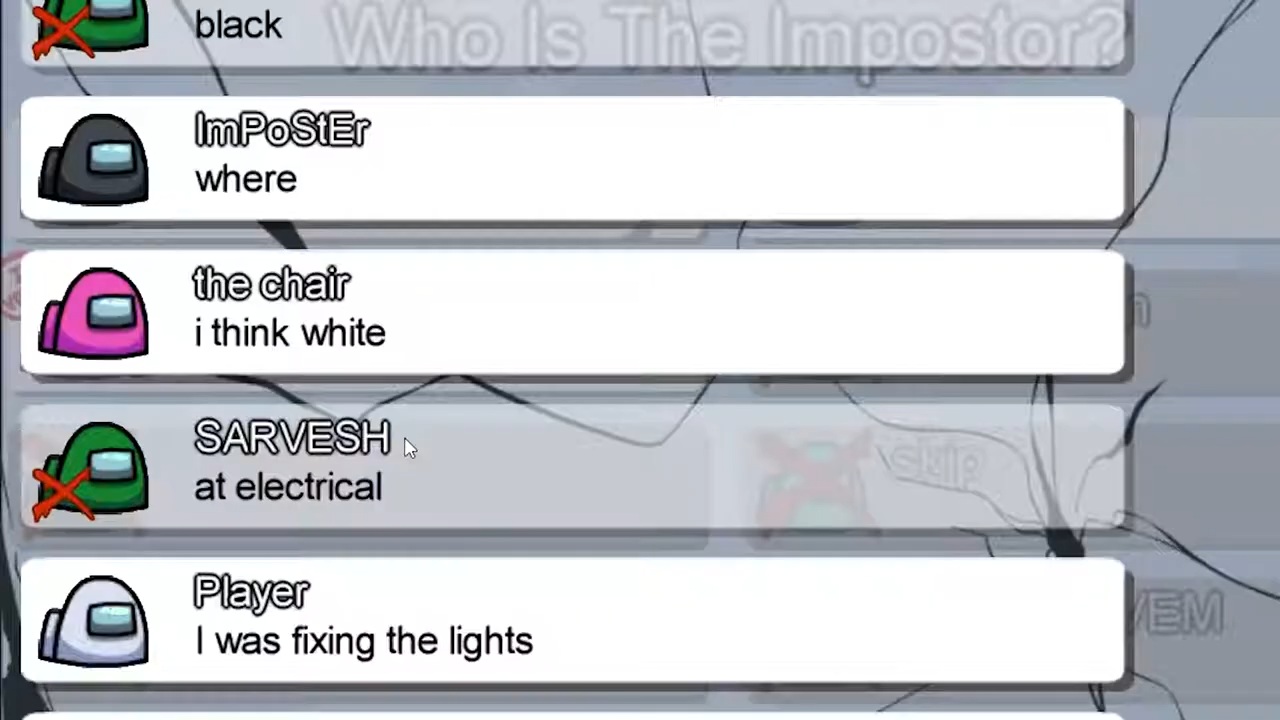 Who Is The Impostor?
black
ImPoStEr
where
the chair
i think white
SARVESH
at electrical
SKIP
Player
I was fixing the lights